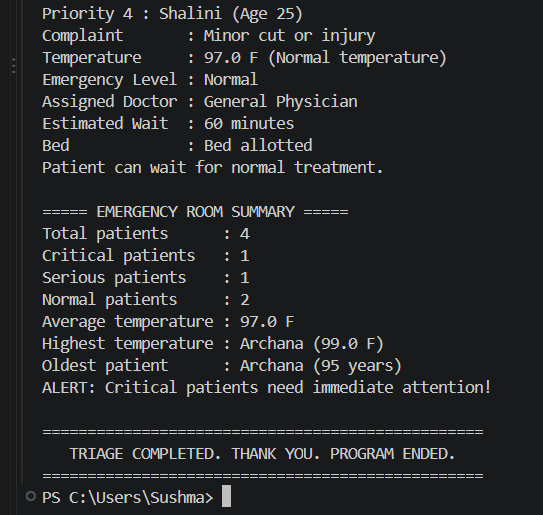 Priority 4 : Shalini (Age 25)
Complaint       : Minor cut or injury
Temperature     : 97.0 F (Normal temperature)
Emergency Level : Normal
Assigned Doctor : General Physician
Estimated Wait  : 60 minutes
Bed             : Bed allotted
Patient can wait for normal treatment.

===== EMERGENCY ROOM SUMMARY =====
Total patients      : 4
Critical patients   : 1
Serious patients    : 1
Normal patients     : 2
Average temperature : 97.0 F
Highest temperature : Archana (99.0 F)
Oldest patient      : Archana (95 years)
ALERT: Critical patients need immediate attention!

=================================================
   TRIAGE COMPLETED. THANK YOU. PROGRAM ENDED.
=================================================
PS C:\Users\Sushma>